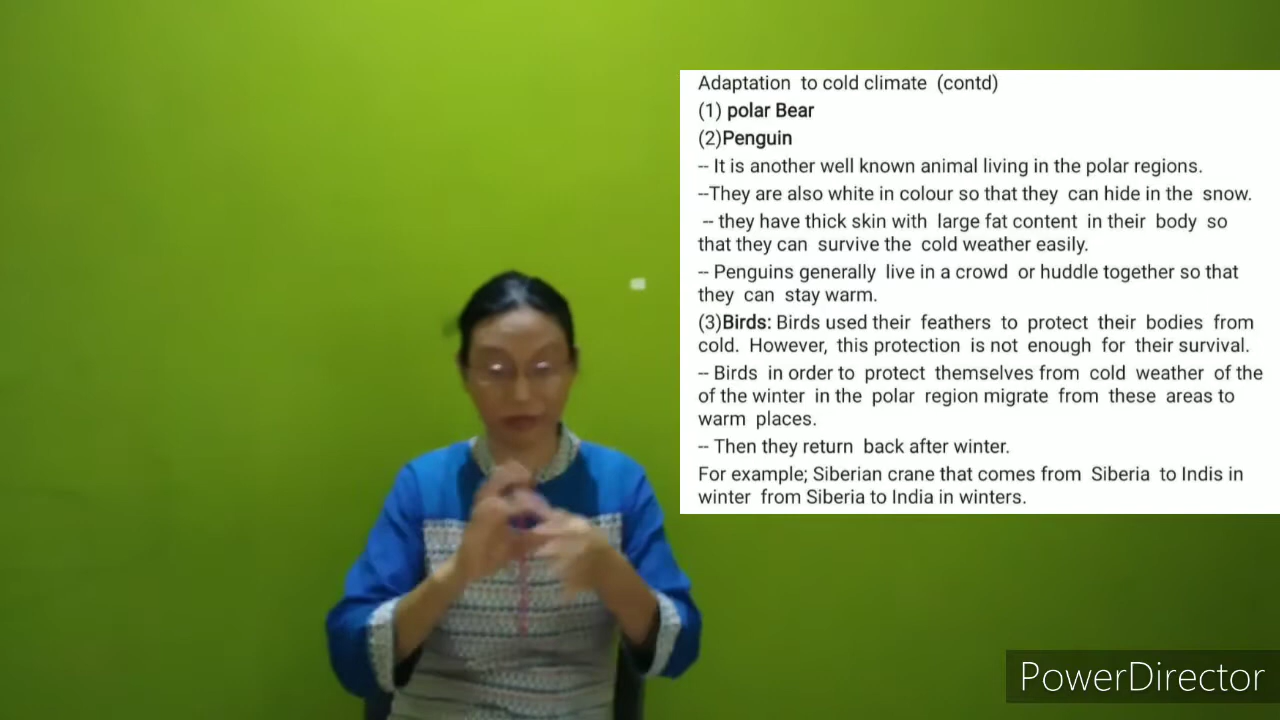 Adaptation to cold climate (contd)
(1) polar Bear
(2)Penguin
-- It is another well known animal living in the polar regions.
--They are also white in colour so that they can hide in the snow.
-- they have thick skin with large fat content in their body so
that they can survive the cold weather easily.
-- Penguins generally live in a crowd or huddle together so that
they can stay warm.
(3)Birds: Birds used their feathers to protect their bodies from
cold. However, this protection is not enough for their survival.
-- Birds in order to protect themselves from cold weather of the
of the winter in the polar region migrate from these areas to
warm places.
-- Then they return back after winter.
For example; Siberian crane that comes from Siberia to Indis in
winter from Siberia to India in winters.
PowerDirector